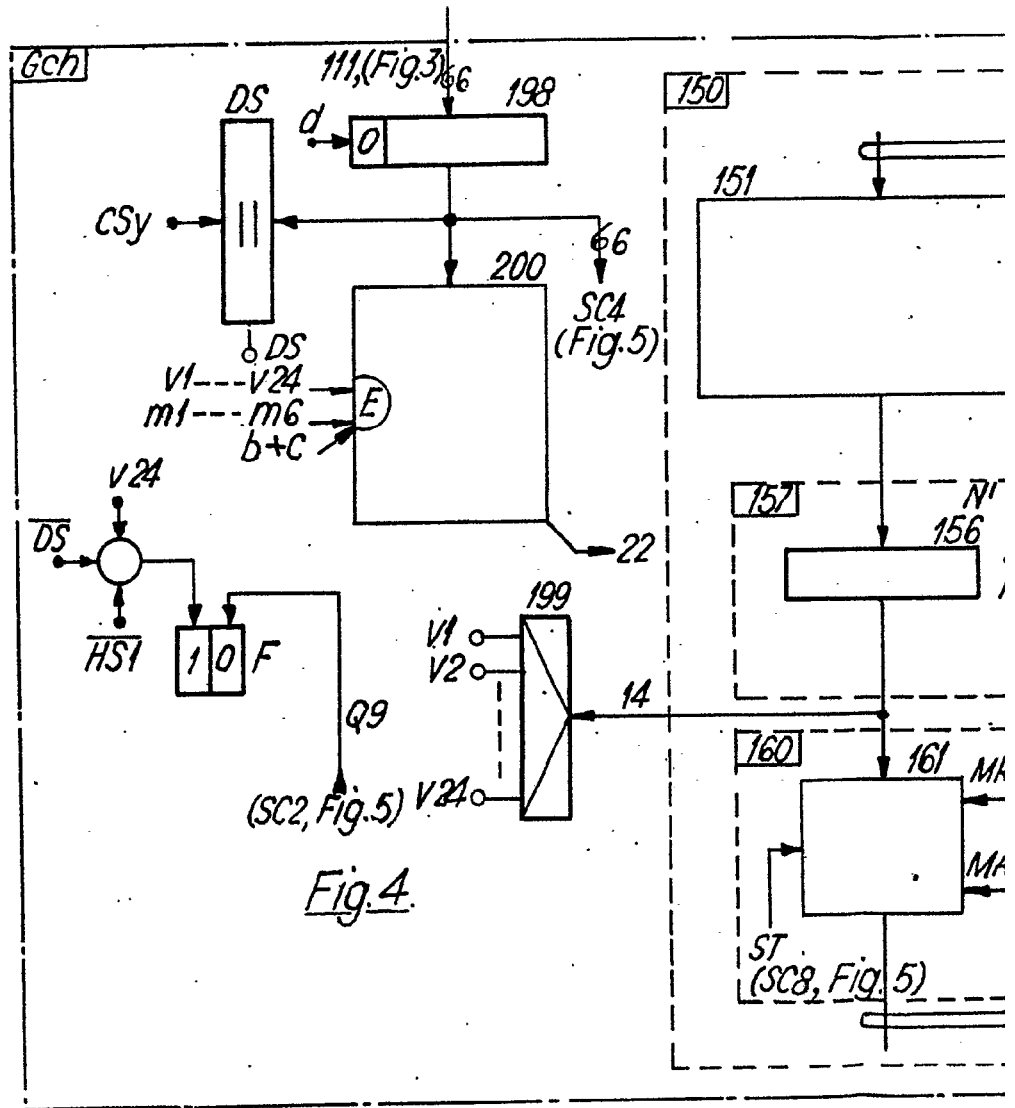 Gch
111,(Fig.3)
66
150
DS
198
d
0
151
CSy
66
200
SC4
(Fig.5)
DS
V1---V24
m1---m6
E
b+c
V24
157
N'
156
DS
22
199
HS1
1 0 F
V1
V2
14
Q9
160
161
V24
(SC2, Fig.5)
Fig.4.
ST
(SC8, Fig.5)